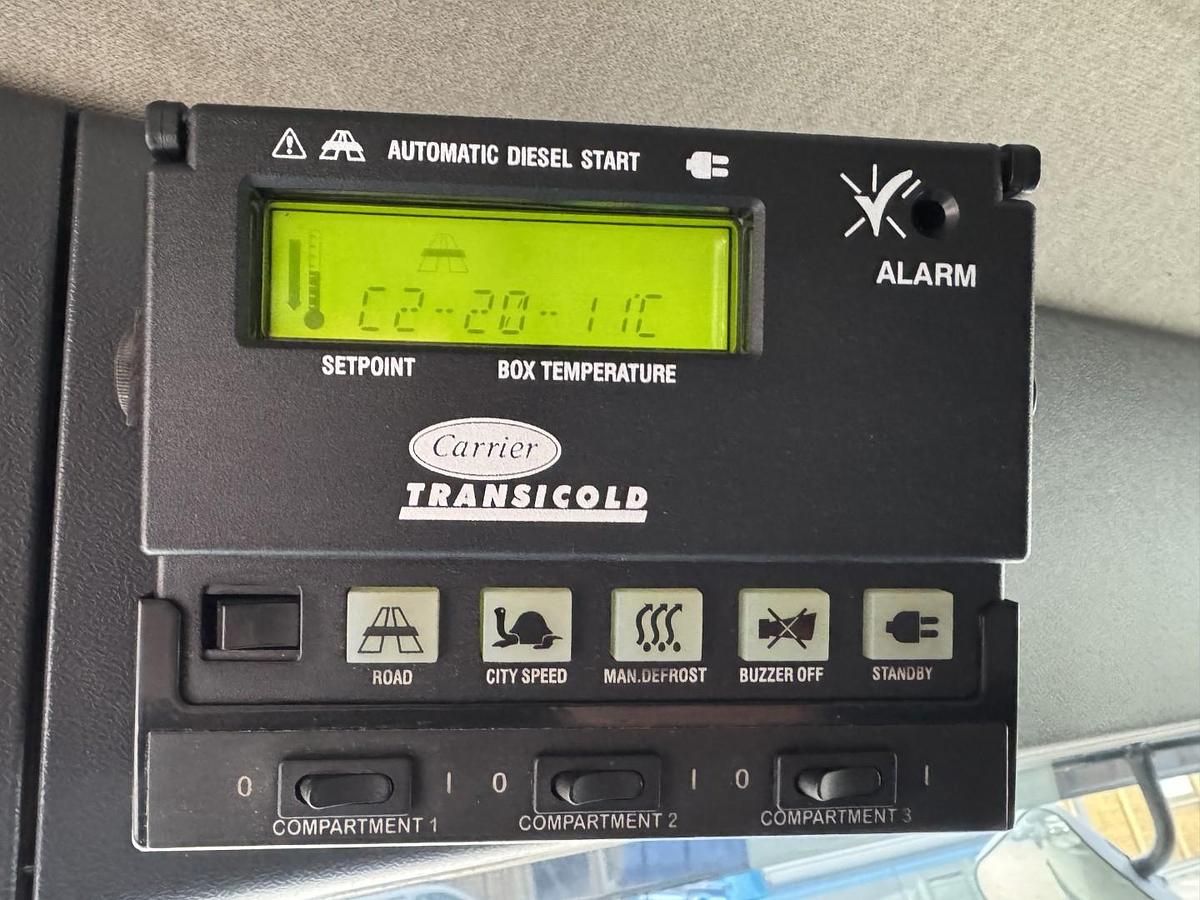 AUTOMATIC DIESEL START
ALARM
C2-20-11°C
SETPOINT BOX TEMPERATURE
Carrier
TRANSICOLD
ROAD CITY SPEED MAN.DEFROST BUZZER OFF STANDBY
0 I 0 I 0 I
COMPARTMENT 1 COMPARTMENT 2 COMPARTMENT 3